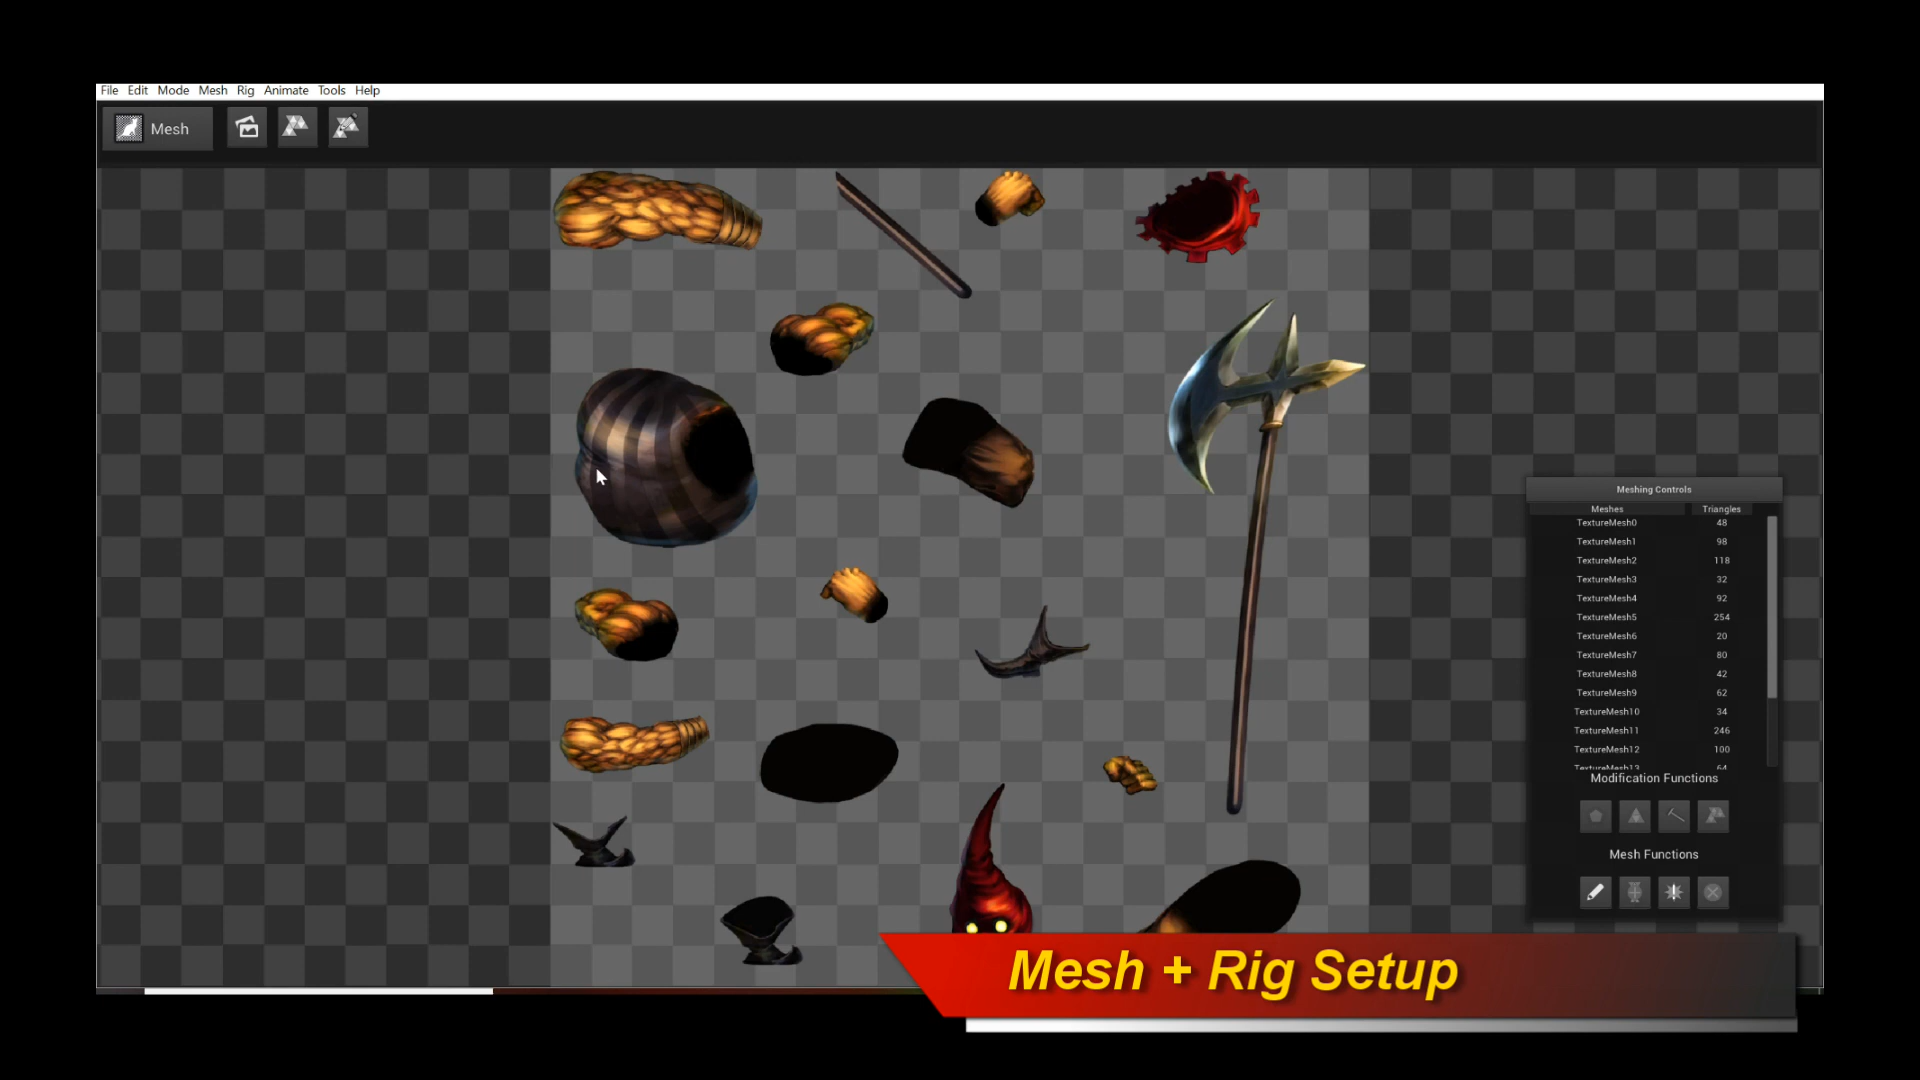 File Edit Mode Mesh Rig Animate Tools Help
Mesh
Meshing Controls
Meshes Triangles
TextureMesh0 48
TextureMesh1 98
TextureMesh2 118
TextureMesh3 32
TextureMesh4 92
TextureMesh5 254
TextureMesh6 20
TextureMesh7 80
TextureMesh8 42
TextureMesh9 62
TextureMesh10 34
TextureMesh11 246
TextureMesh12 100
TextureMesh13 64
Modification Functions
Mesh Functions
Mesh + Rig Setup